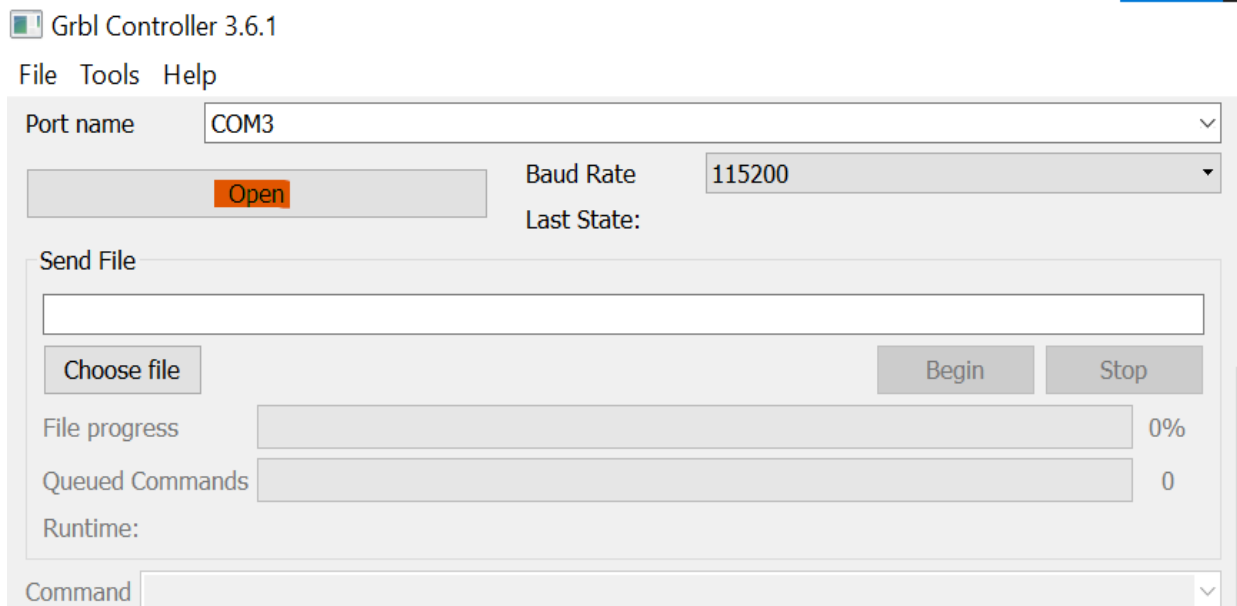 Grbl Controller 3.6.1
File Tools Help
Port name COM3
Open
Baud Rate 115200
Last State:
Send File
Choose file Begin Stop
File progress 0%
Queued Commands 0
Runtime:
Command